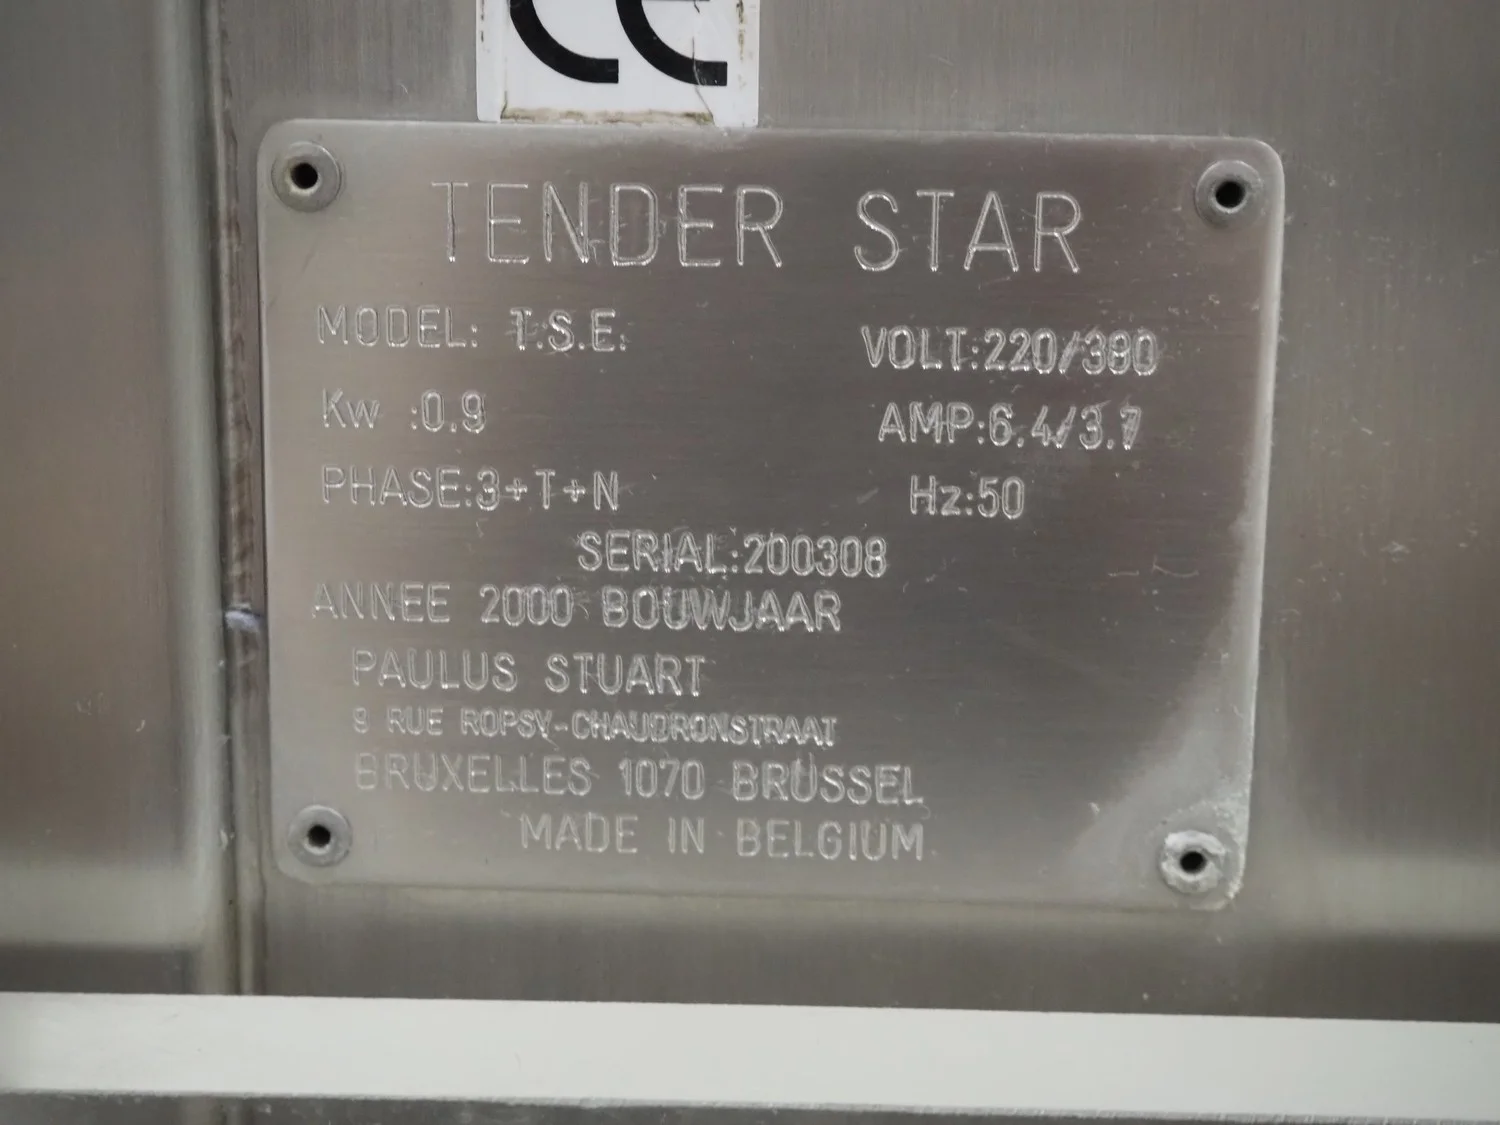 CE
TENDER STAR
MODEL: T.S.E.
VOLT:220/380
Kw :0.9
AMP:6.4/3.7
PHASE:3+T+N
Hz:50
SERIAL:200308
ANNEE 2000 BOUWJAAR
PAULUS STUART
9 RUE ROPSY-CHAUDRONSTRAAT
BRUXELLES 1070 BRUSSEL
MADE IN BELGIUM